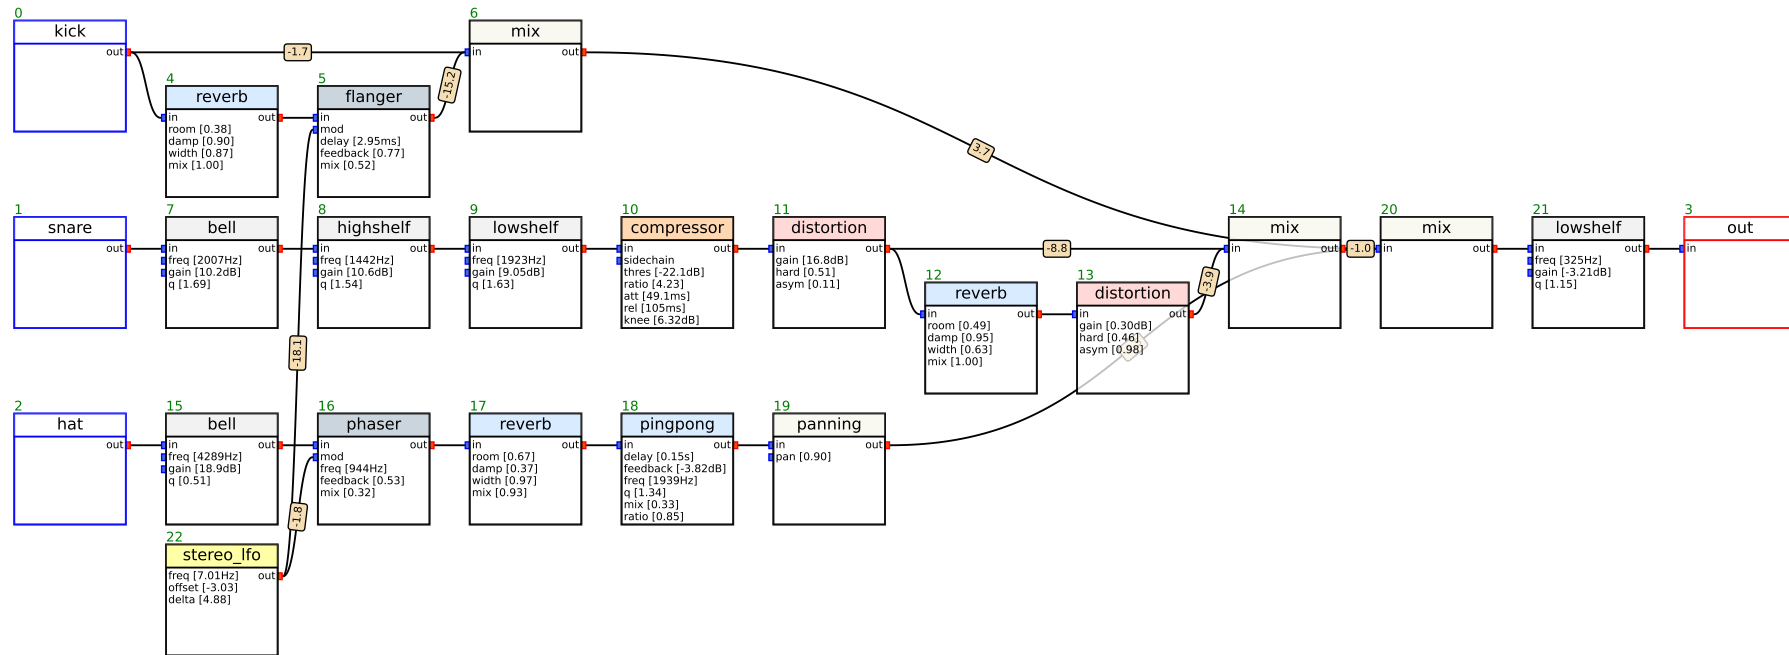 0
kick
out
-1.7
6
mix
in out
4
reverb
in out
room [0.38]
damp [0.90]
width [0.87]
mix [1.00]
5
flanger
in out
mod
delay [2.95ms]
feedback [0.77]
mix [0.52]
-15.2
3.7
1
snare
out
7
bell
in out
freq [2007Hz]
gain [10.2dB]
q [1.69]
8
highshelf
in out
freq [1442Hz]
gain [10.6dB]
q [1.54]
9
lowshelf
in out
freq [1923Hz]
gain [9.05dB]
q [1.63]
10
compressor
in out
sidechain
thres [-22.1dB]
ratio [4.23]
att [49.1ms]
rel [105ms]
knee [6.32dB]
11
distortion
in out
gain [16.8dB]
hard [0.51]
asym [0.11]
-8.8
12
reverb
in out
room [0.49]
damp [0.95]
width [0.63]
mix [1.00]
13
distortion
in out
gain [0.30dB]
hard [0.46]
asym [0.98]
-3.9
14
mix
in out
-1.0
20
mix
in out
21
lowshelf
in out
freq [325Hz]
gain [-3.21dB]
q [1.15]
3
out
in
-18.1
2
hat
out
15
bell
in out
freq [4289Hz]
gain [18.9dB]
q [0.51]
16
phaser
in out
mod
freq [944Hz]
feedback [0.53]
mix [0.32]
17
reverb
in out
room [0.67]
damp [0.37]
width [0.97]
mix [0.93]
18
pingpong
in out
delay [0.15s]
feedback [-3.82dB]
freq [1939Hz]
q [1.34]
mix [0.33]
ratio [0.85]
19
panning
in out
pan [0.90]
-1.8
22
stereo_lfo
freq [7.01Hz] out
offset [-3.03]
delta [4.88]